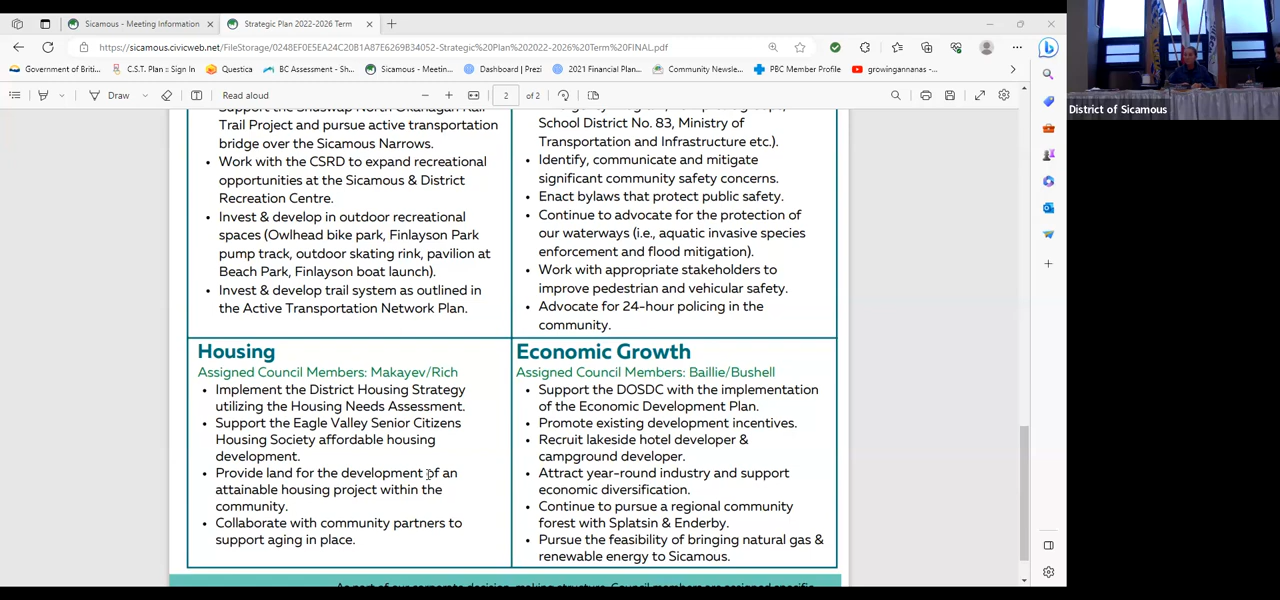 Sicamous - Meeting Information
Strategic Plan 2022-2026 Term
https://sicamous.civicweb.net/FileStorage/0248EF0E5EA24C20B1A87E6269B34052-Strategic%20Plan%202022-2026%20Term%20FINAL.pdf
Government of Briti...
C.S.T. Plan :: Sign In
Questica
BC Assessment - Sh...
Sicamous - Meetin...
Dashboard | Prezi
2021 Financial Plan...
Community Newsle...
PBC Member Profile
growingannanas -...
Draw
Read aloud
2
of 2
District of Sicamous
Trail Project and pursue active transportation
bridge over the Sicamous Narrows.
Work with the CSRD to expand recreational
opportunities at the Sicamous & District
Recreation Centre.
Invest & develop in outdoor recreational
spaces (Owlhead bike park, Finlayson Park
pump track, outdoor skating rink, pavilion at
Beach Park, Finlayson boat launch).
Invest & develop trail system as outlined in
the Active Transportation Network Plan.
School District No. 83, Ministry of
Transportation and Infrastructure etc.).
Identify, communicate and mitigate
significant community safety concerns.
Enact bylaws that protect public safety.
Continue to advocate for the protection of
our waterways (i.e., aquatic invasive species
enforcement and flood mitigation).
Work with appropriate stakeholders to
improve pedestrian and vehicular safety.
Advocate for 24-hour policing in the
community.
Housing
Assigned Council Members: Makayev/Rich
Implement the District Housing Strategy
utilizing the Housing Needs Assessment.
Support the Eagle Valley Senior Citizens
Housing Society affordable housing
development.
Provide land for the development of an
attainable housing project within the
community.
Collaborate with community partners to
support aging in place.
Economic Growth
Assigned Council Members: Baillie/Bushell
Support the DOSDC with the implementation
of the Economic Development Plan.
Promote existing development incentives.
Recruit lakeside hotel developer &
campground developer.
Attract year-round industry and support
economic diversification.
Continue to pursue a regional community
forest with Splatsin & Enderby.
Pursue the feasibility of bringing natural gas &
renewable energy to Sicamous.